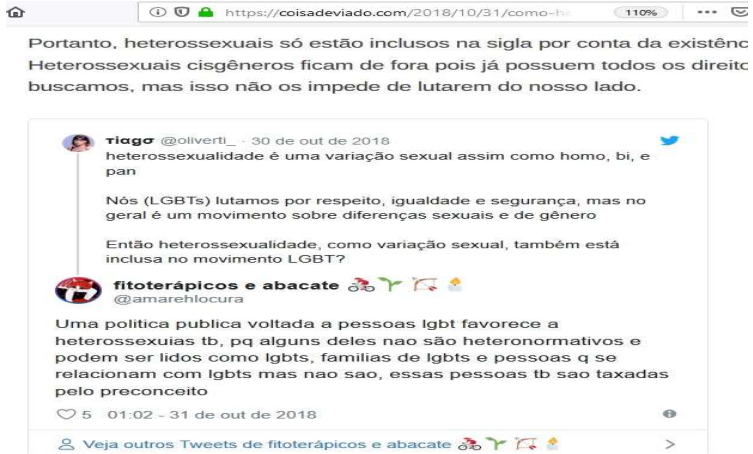 https://coisadeviado.com/2018/10/31/como-h
110%
Portanto, heterossexuais só estão inclusos na sigla por conta da existênc
Heterossexuais cisgêneros ficam de fora pois já possuem todos os direito
buscamos, mas isso não os impede de lutarem do nosso lado.
тιαgσ @oliverti_ · 30 de out de 2018
heterossexualidade é uma variação sexual assim como homo, bi, e
pan
Nós (LGBTs) lutamos por respeito, igualdade e segurança, mas no
geral é um movimento sobre diferenças sexuais e de gênero
Então heterossexualidade, como variação sexual, também está
inclusa no movimento LGBT?
fitoterápicos e abacate 🚴🌱🏹🕯️
@amarehlocura
Uma politica publica voltada a pessoas lgbt favorece a
heterossexuias tb, pq alguns deles nao são heteronormativos e
podem ser lidos como lgbts, familias de lgbts e pessoas q se
relacionam com lgbts mas nao sao, essas pessoas tb sao taxadas
pelo preconceito
5 01:02 - 31 de out de 2018
Veja outros Tweets de fitoterápicos e abacate 🚴🌱🏹🕯️